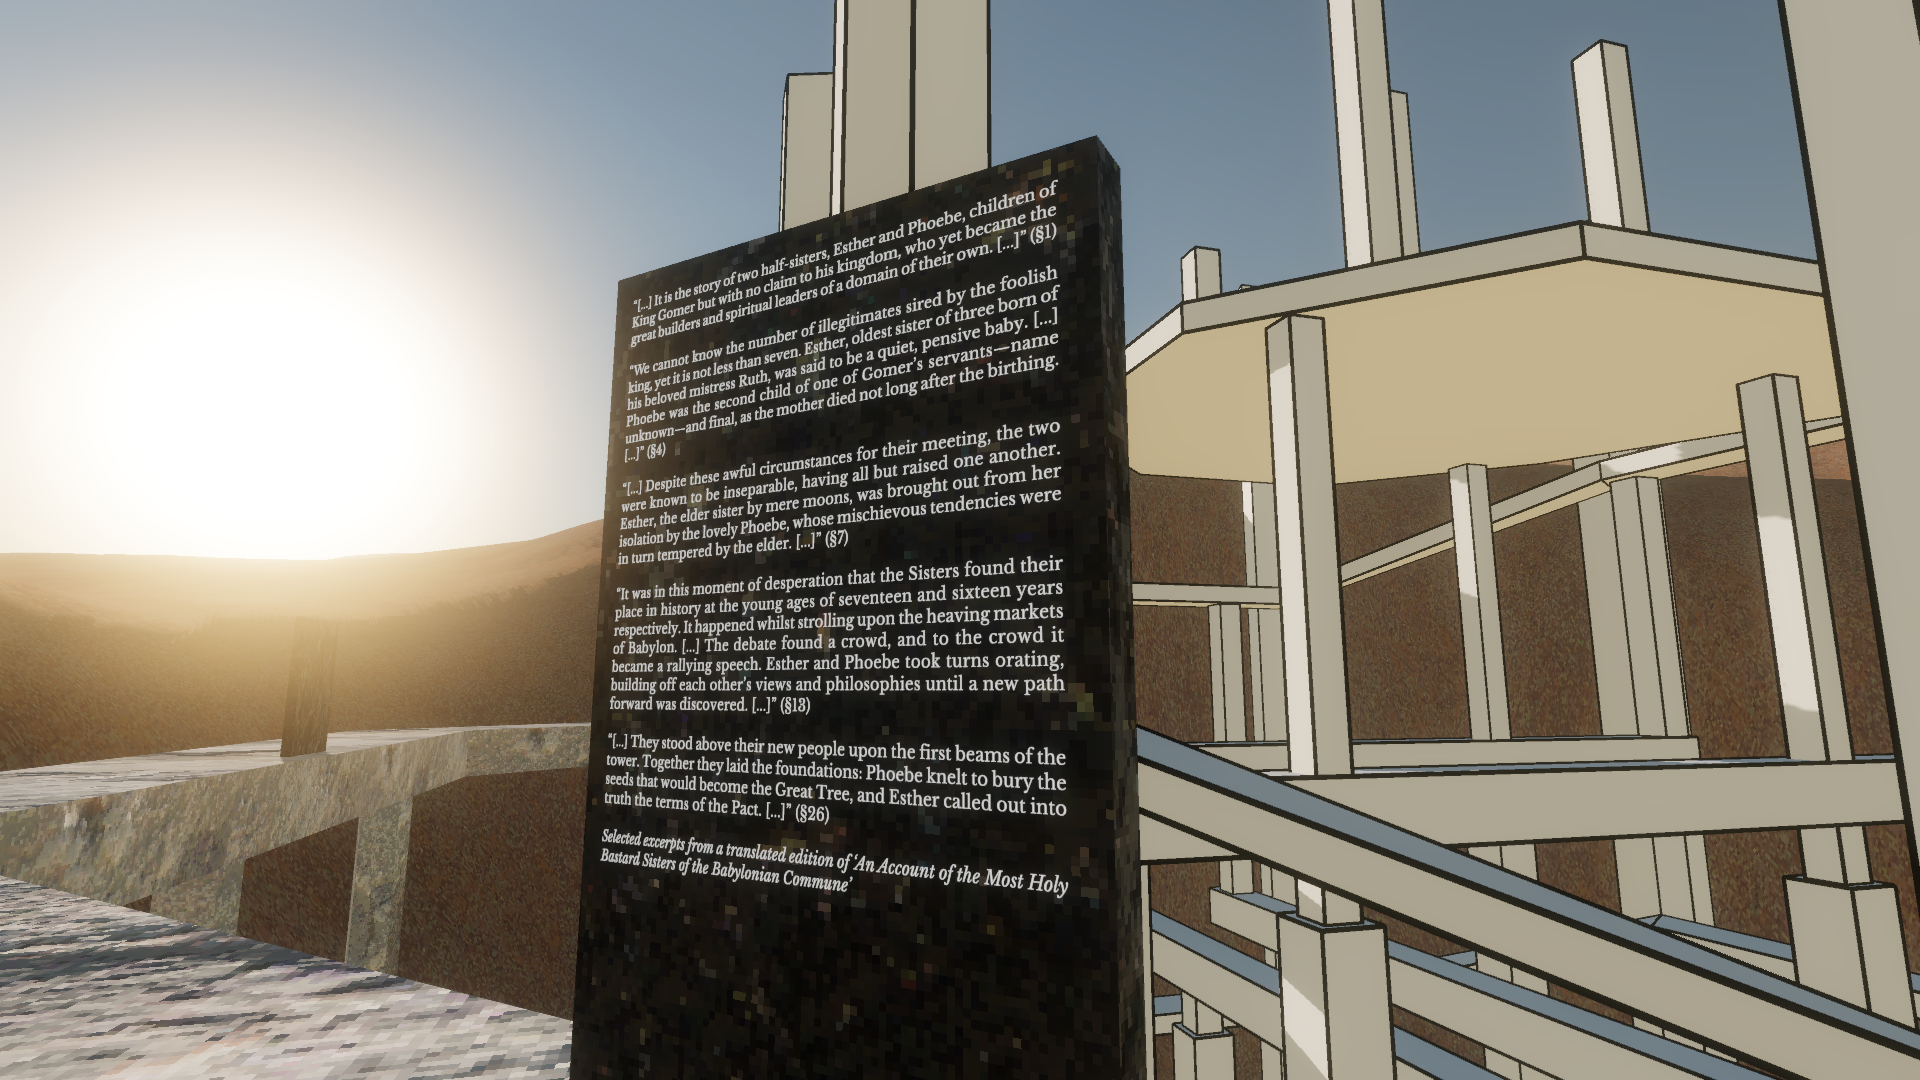 “[...] It is the story of two half-sisters, Esther and Phoebe, children of
King Gomer but with no claim to his kingdom, who yet became the
great builders and spiritual leaders of a domain of their own. [...]” (§1)
“We cannot know the number of illegitimates sired by the foolish
king, yet it is not less than seven. Esther, oldest sister of three born of
his beloved mistress Ruth, was said to be a quiet, pensive baby. [...]
Phoebe was the second child of one of Gomer’s servants—name
unknown—and final, as the mother died not long after the birthing.
[...]” (§4)
“[...] Despite these awful circumstances for their meeting, the two
were known to be inseparable, having all but raised one another.
Esther, the elder sister by mere moons, was brought out from her
isolation by the lovely Phoebe, whose mischievous tendencies were
in turn tempered by the elder. [...]” (§7)
“It was in this moment of desperation that the Sisters found their
place in history at the young ages of seventeen and sixteen years
respectively. It happened whilst strolling upon the heaving markets
of Babylon. [...] The debate found a crowd, and to the crowd it
became a rallying speech. Esther and Phoebe took turns orating,
building off each other’s views and philosophies until a new path
forward was discovered. [...]” (§13)
“[...] They stood above their new people upon the first beams of the
tower. Together they laid the foundations: Phoebe knelt to bury the
seeds that would become the Great Tree, and Esther called out into
truth the terms of the Pact. [...]” (§26)
Selected excerpts from a translated edition of ‘An Account of the Most Holy
Bastard Sisters of the Babylonian Commune’